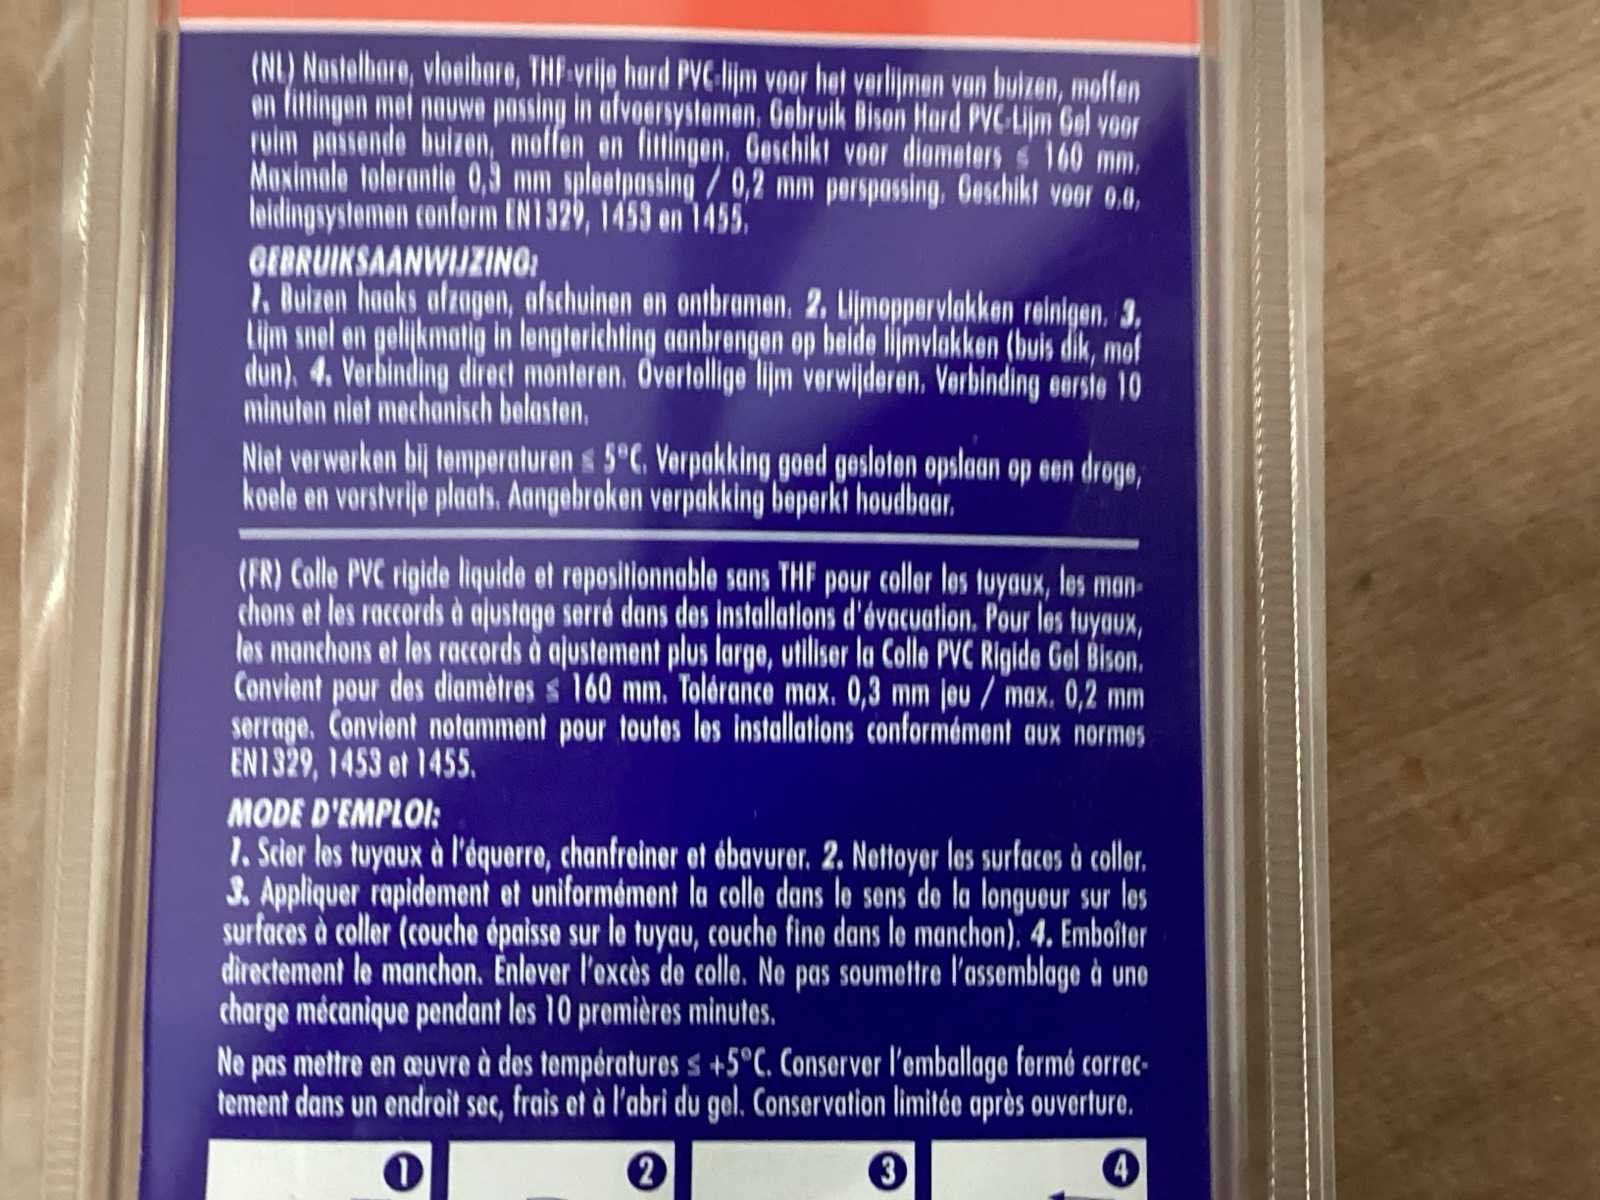 (NL) Nastelbare, vloeibare, THF-vrije hard PVC-lijm voor het verlijmen van buizen, moffen
en fittingen met nauwe passing in afvoersystemen. Gebruik Bison Hard PVC-Lijm Gel voor
ruim passende buizen, moffen en fittingen. Geschikt voor diameters ≤ 160 mm.
Maximale tolerantie 0,3 mm spleetpassing / 0,2 mm perspassing. Geschikt voor o.a.
leidingsystemen conform EN1329, 1453 en 1455.
GEBRUIKSAANWIJZING:
1. Buizen haaks afzagen, afschuinen en ontbramen. 2. Lijmoppervlakken reinigen. 3.
Lijm snel en gelijkmatig in lengterichting aanbrengen op beide lijmvlakken (buis dik, mof
dun). 4. Verbinding direct monteren. Overtollige lijm verwijderen. Verbinding eerste 10
minuten niet mechanisch belasten.
Niet verwerken bij temperaturen ≤ 5°C. Verpakking goed gesloten opslaan op een droge,
koele en vorstvrije plaats. Aangebroken verpakking beperkt houdbaar.
(FR) Colle PVC rigide liquide et repositionnable sans THF pour coller les tuyaux, les man-
chons et les raccords à ajustage serré dans des installations d'évacuation. Pour les tuyaux,
les manchons et les raccords à ajustement plus large, utiliser la Colle PVC Rigide Gel Bison.
Convient pour des diamètres ≤ 160 mm. Tolérance max. 0,3 mm jeu / max. 0,2 mm
serrage. Convient notamment pour toutes les installations conformément aux normes
EN1329, 1453 et 1455.
MODE D'EMPLOI:
1. Scier les tuyaux à l'équerre, chanfreiner et ébavurer. 2. Nettoyer les surfaces à coller.
3. Appliquer rapidement et uniformément la colle dans le sens de la longueur sur les
surfaces à coller (couche épaisse sur le tuyau, couche fine dans le manchon). 4. Emboîter
directement le manchon. Enlever l'excès de colle. Ne pas soumettre l'assemblage à une
charge mécanique pendant les 10 premières minutes.
Ne pas mettre en œuvre à des températures ≤ +5°C. Conserver l'emballage fermé correc-
tement dans un endroit sec, frais et à l'abri du gel. Conservation limitée après ouverture.
1 2 3 4